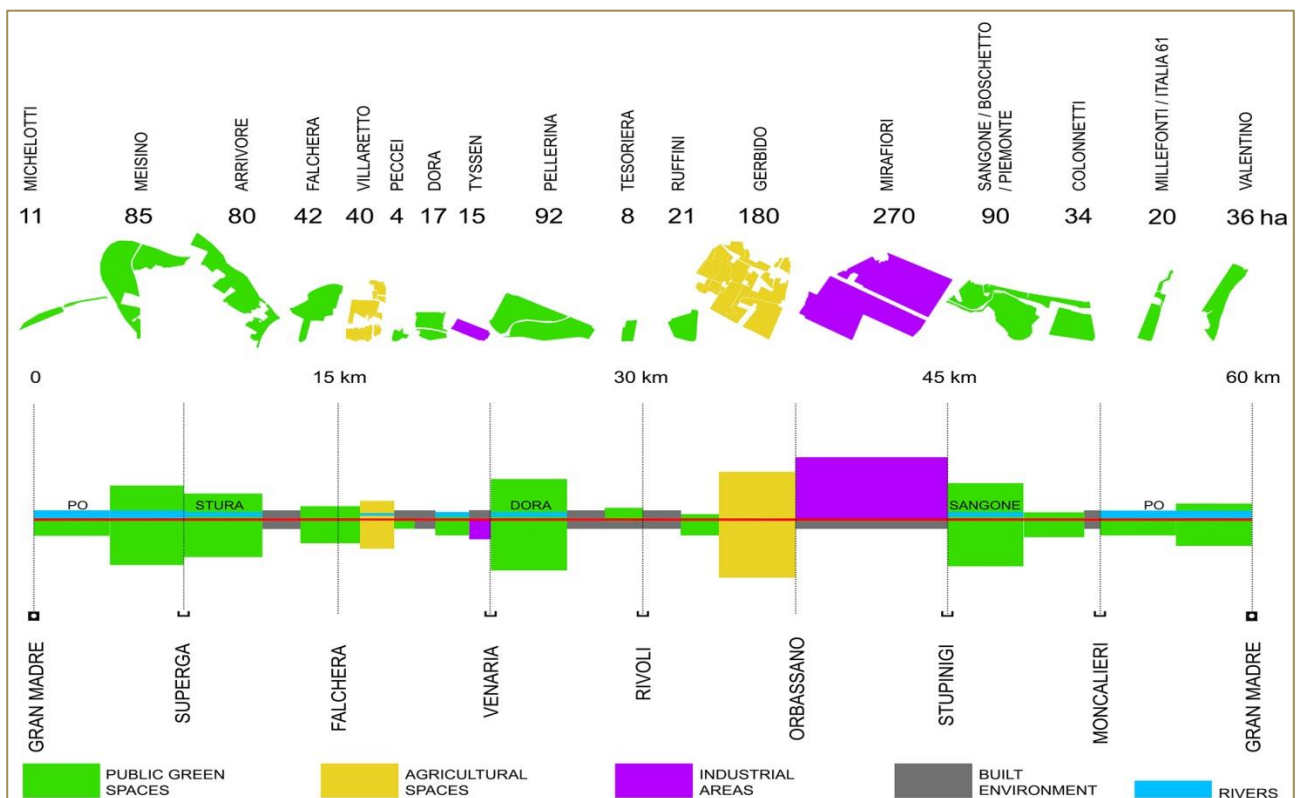 MICHELOTTI
MEISINO
ARRIVORE
FALCHERA
VILLARETTO
PECCEI
DORA
TYSSEN
PELLERINA
TESORIERA
RUFFINI
GERBIDO
MIRAFIORI
SANGONE / BOSCHETTO
/ PIEMONTE
COLONNETTI
MILLEFONTI / ITALIA 61
VALENTINO
11 85 80 42 40 4 17 15 92 8 21 180 270 90 34 20 36 ha
0 15 km 30 km 45 km 60 km
PO STURA DORA SANGONE PO
GRAN MADRE
SUPERGA
FALCHERA
VENARIA
RIVOLI
ORBASSANO
STUPINIGI
MONCALIERI
GRAN MADRE
PUBLIC GREEN
SPACES
AGRICULTURAL
SPACES
INDUSTRIAL
AREAS
BUILT
ENVIRONMENT
RIVERS